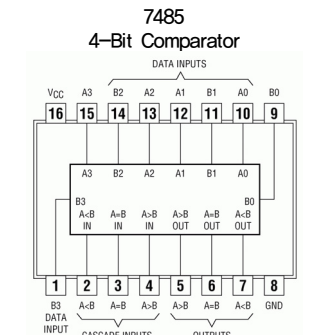 7485
4-Bit Comparator
DATA INPUTS
VCC A3 B2 A2 A1 B1 A0 B0
16 15 14 13 12 11 10 9
A3 B2 A2 A1 B1 A0
B3 B0
A<B A=B A>B A>B A=B A<B
IN IN IN OUT OUT OUT
1 2 3 4 5 6 7 8
B3 A<B A=B A>B A>B A=B A<B GND
DATA
INPUT CASCADE INPUTS OUTPUTS